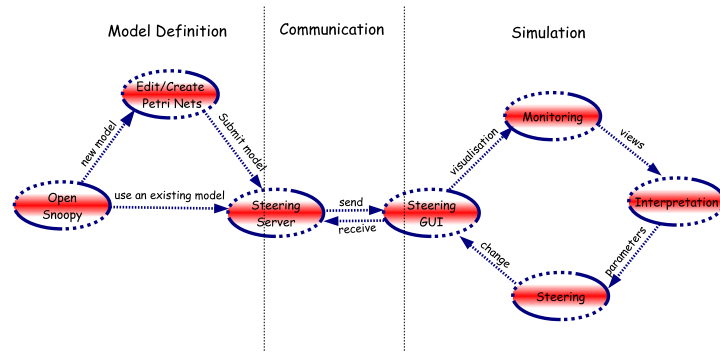 Model Definition
Communication
Simulation
Edit/Create
Petri Nets
Monitoring
new model
Submit model
visualisation
views
Open
Snoopy
use an existing model
Steering
Server
send
receive
Steering
GUI
Interpretation
change
parameters
Steering